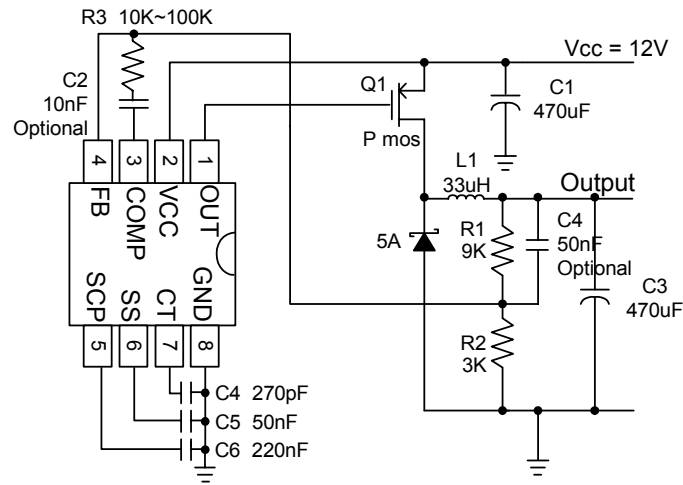 R3 10K~100K
Vcc = 12V
C2
10nF
Optional
Q1
C1
470uF
P mos
4
3
2
1
FB
COMP
VCC
OUT
L1
33uH
Output
5A
R1
9K
C4
50nF
Optional
C3
470uF
SCP
SS
CT
GND
R2
3K
5
6
7
8
C4 270pF
C5 50nF
C6 220nF